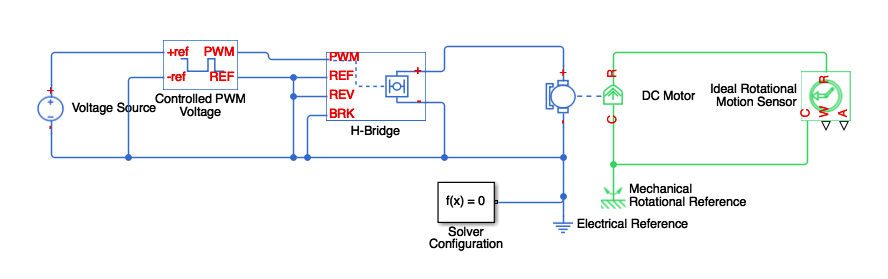 +ref PWM
-ref REF
Controlled PWM
Voltage
+
-
Voltage Source
PWM
REF
REV
BRK
+
-
H-Bridge
+
-
R
C
DC Motor
Ideal Rotational
Motion Sensor
R
C
W
A
Mechanical
Rotational Reference
f(x) = 0
Solver
Configuration
Electrical Reference